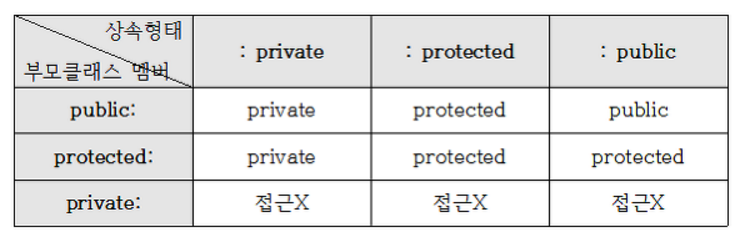 상속형태
부모클래스 멤버
: private
: protected
: public
public:
private
protected
public
protected:
private
protected
protected
private:
접근X
접근X
접근X